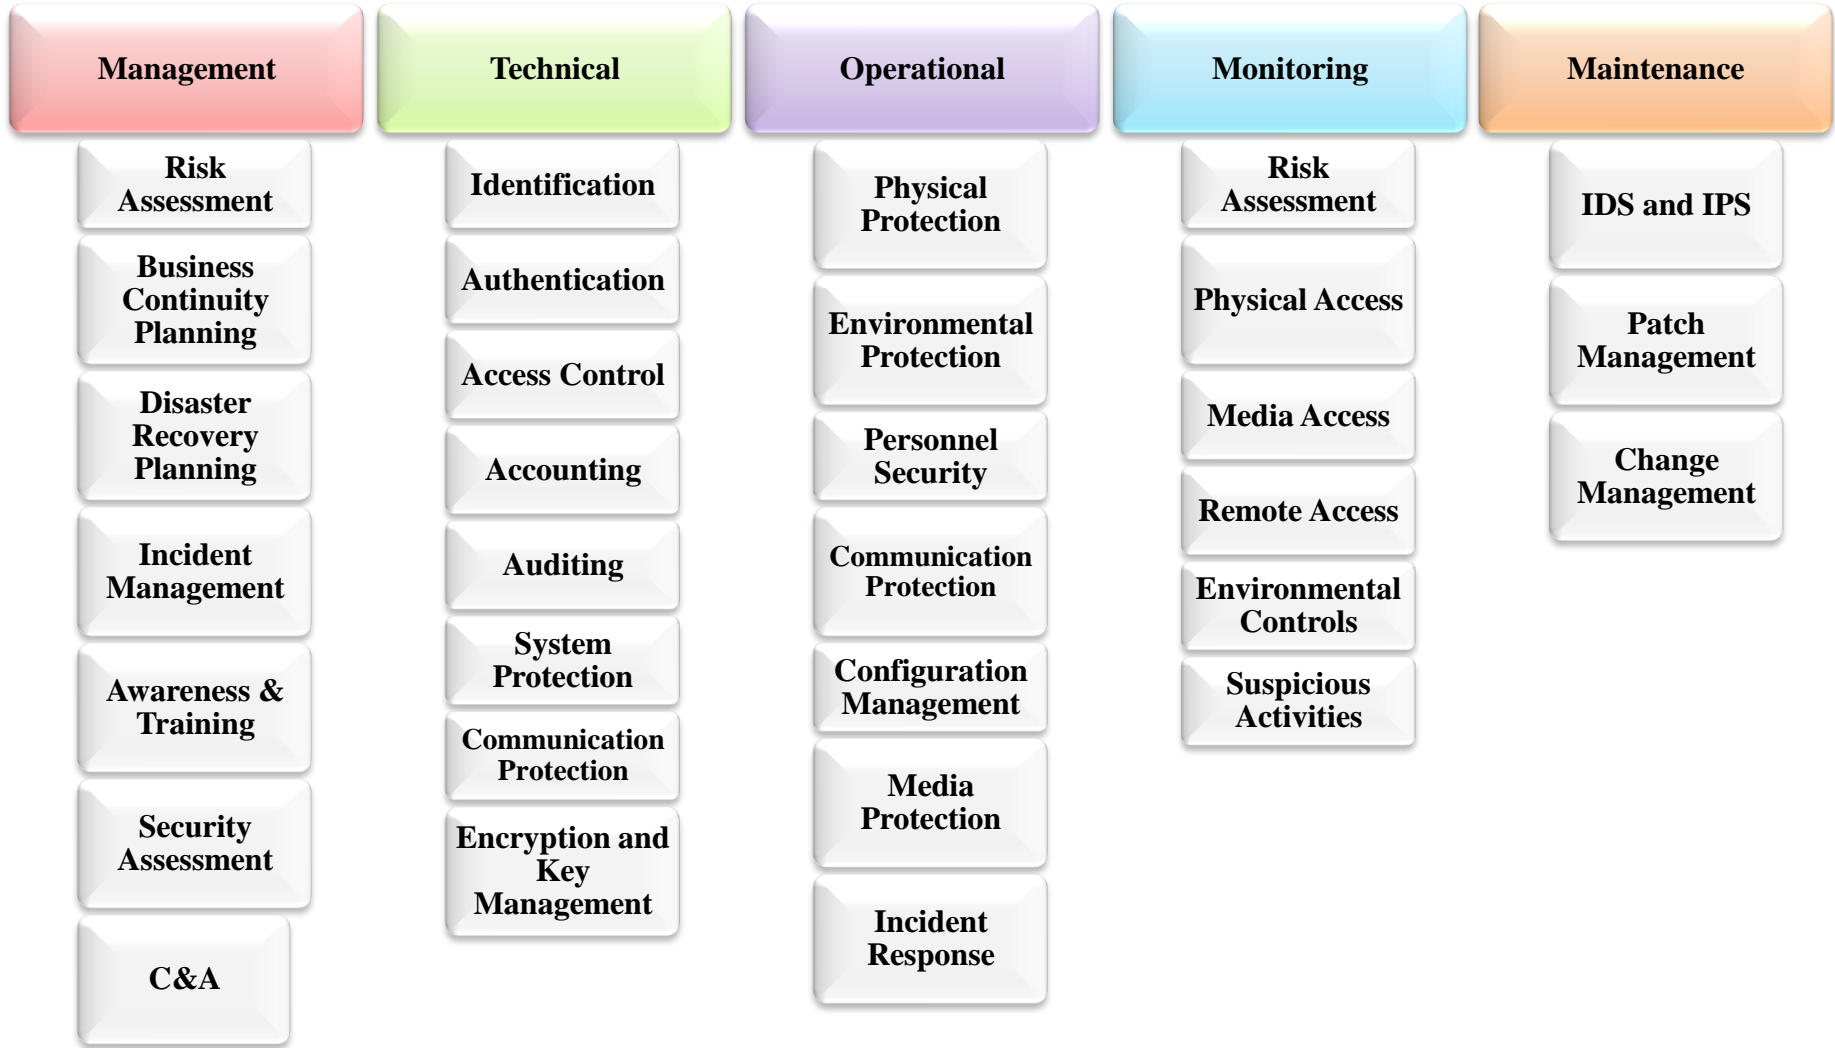 Management
Technical
Operational
Monitoring
Maintenance
Risk
Assessment
Business
Continuity
Planning
Disaster
Recovery
Planning
Incident
Management
Awareness &
Training
Security
Assessment
C&A
Identification
Authentication
Access Control
Accounting
Auditing
System
Protection
Communication
Protection
Encryption and
Key
Management
Physical
Protection
Environmental
Protection
Personnel
Security
Communication
Protection
Configuration
Management
Media
Protection
Incident
Response
Risk
Assessment
Physical Access
Media Access
Remote Access
Environmental
Controls
Suspicious
Activities
IDS and IPS
Patch
Management
Change
Management